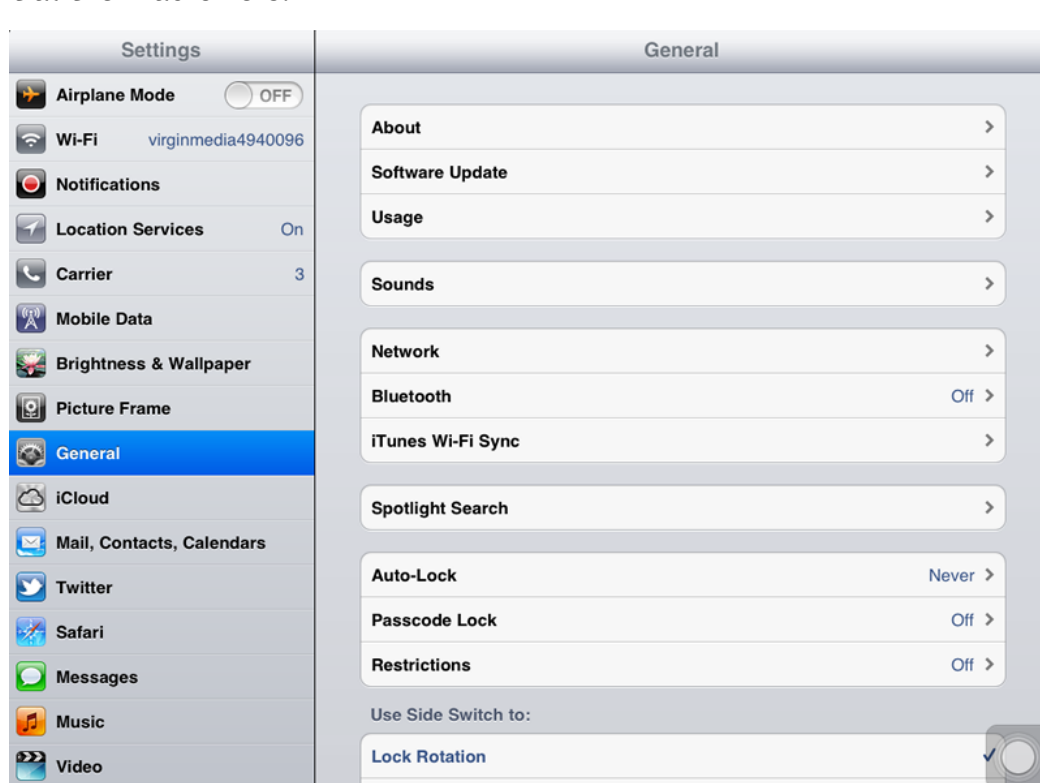 Settings
General
Airplane Mode OFF
Wi-Fi virginmedia4940096
Notifications
Location Services On
Carrier 3
Mobile Data
Brightness & Wallpaper
Picture Frame
General
iCloud
Mail, Contacts, Calendars
Twitter
Safari
Messages
Music
Video
About
Software Update
Usage
Sounds
Network
Bluetooth Off
iTunes Wi-Fi Sync
Spotlight Search
Auto-Lock Never
Passcode Lock Off
Restrictions Off
Use Side Switch to:
Lock Rotation